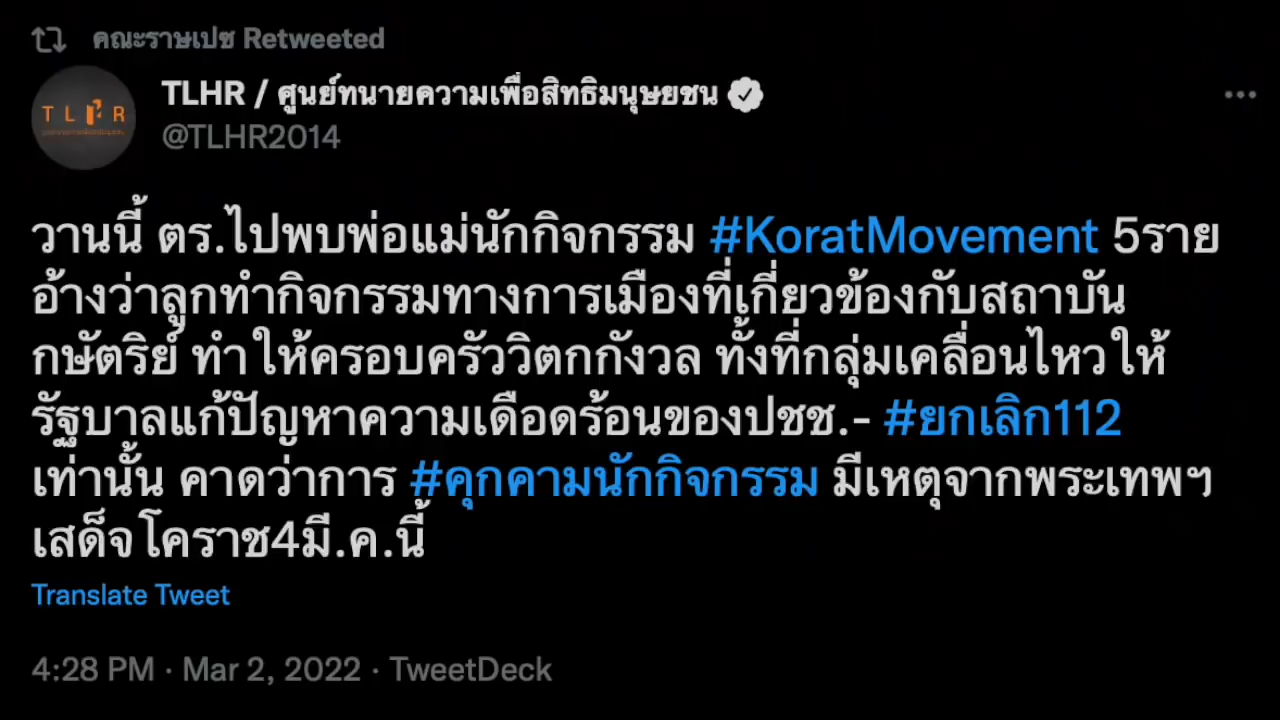 คณะราษเปซ Retweeted
TLHR
TLHR / ศูนย์ทนายความเพื่อสิทธิมนุษยชน
@TLHR2014
วานนี้ ตร.ไปพบพ่อแม่นักกิจกรรม #KoratMovement 5ราย
อ้างว่าลูกทำกิจกรรมทางการเมืองที่เกี่ยวข้องกับสถาบัน
กษัตริย์ ทำให้ครอบครัววิตกกังวล ทั้งที่กลุ่มเคลื่อนไหวให้
รัฐบาลแก้ปัญหาความเดือดร้อนของปชช.- #ยกเลิก112
เท่านั้น คาดว่าการ #คุกคามนักกิจกรรม มีเหตุจากพระเทพฯ
เสด็จโคราช4มี.ค.นี้
Translate Tweet
4:28 PM · Mar 2, 2022 · TweetDeck